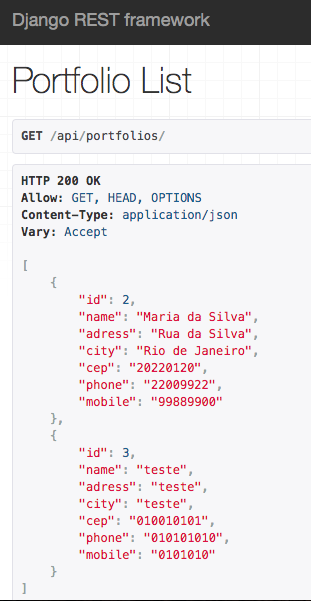 Django REST framework
Portfolio List
GET /api/portfolios/
HTTP 200 OK
Allow: GET, HEAD, OPTIONS
Content-Type: application/json
Vary: Accept
[
    {
        "id": 2,
        "name": "Maria da Silva",
        "adress": "Rua da Silva",
        "city": "Rio de Janeiro",
        "cep": "20220120",
        "phone": "22009922",
        "mobile": "99889900"
    },
    {
        "id": 3,
        "name": "teste",
        "adress": "teste",
        "city": "teste",
        "cep": "010010101",
        "phone": "010101010",
        "mobile": "0101010"
    }
]